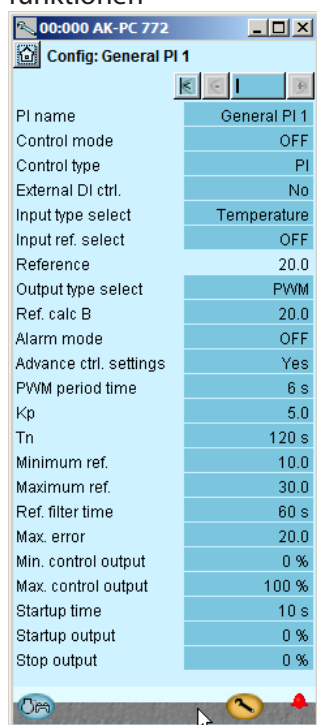 funktionen
00:000 AK-PC 772
Config: General PI 1
PI name General PI 1
Control mode OFF
Control type PI
External DI ctrl. No
Input type select Temperature
Input ref. select OFF
Reference 20.0
Output type select PWM
Ref. calc B 20.0
Alarm mode OFF
Advance ctrl. settings Yes
PWM period time 6 s
Kp 5.0
Tn 120 s
Minimum ref. 10.0
Maximum ref. 30.0
Ref. filter time 60 s
Max. error 20.0
Min. control output 0 %
Max. control output 100 %
Startup time 10 s
Startup output 0 %
Stop output 0 %